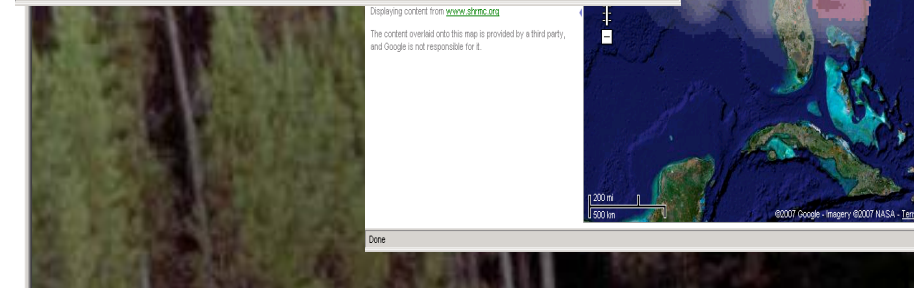 Displaying content from www.shrmc.org
The content overlaid onto this map is provided by a third party,
and Google is not responsible for it.
200 mi
500 km
©2007 Google - Imagery ©2007 NASA -
Done